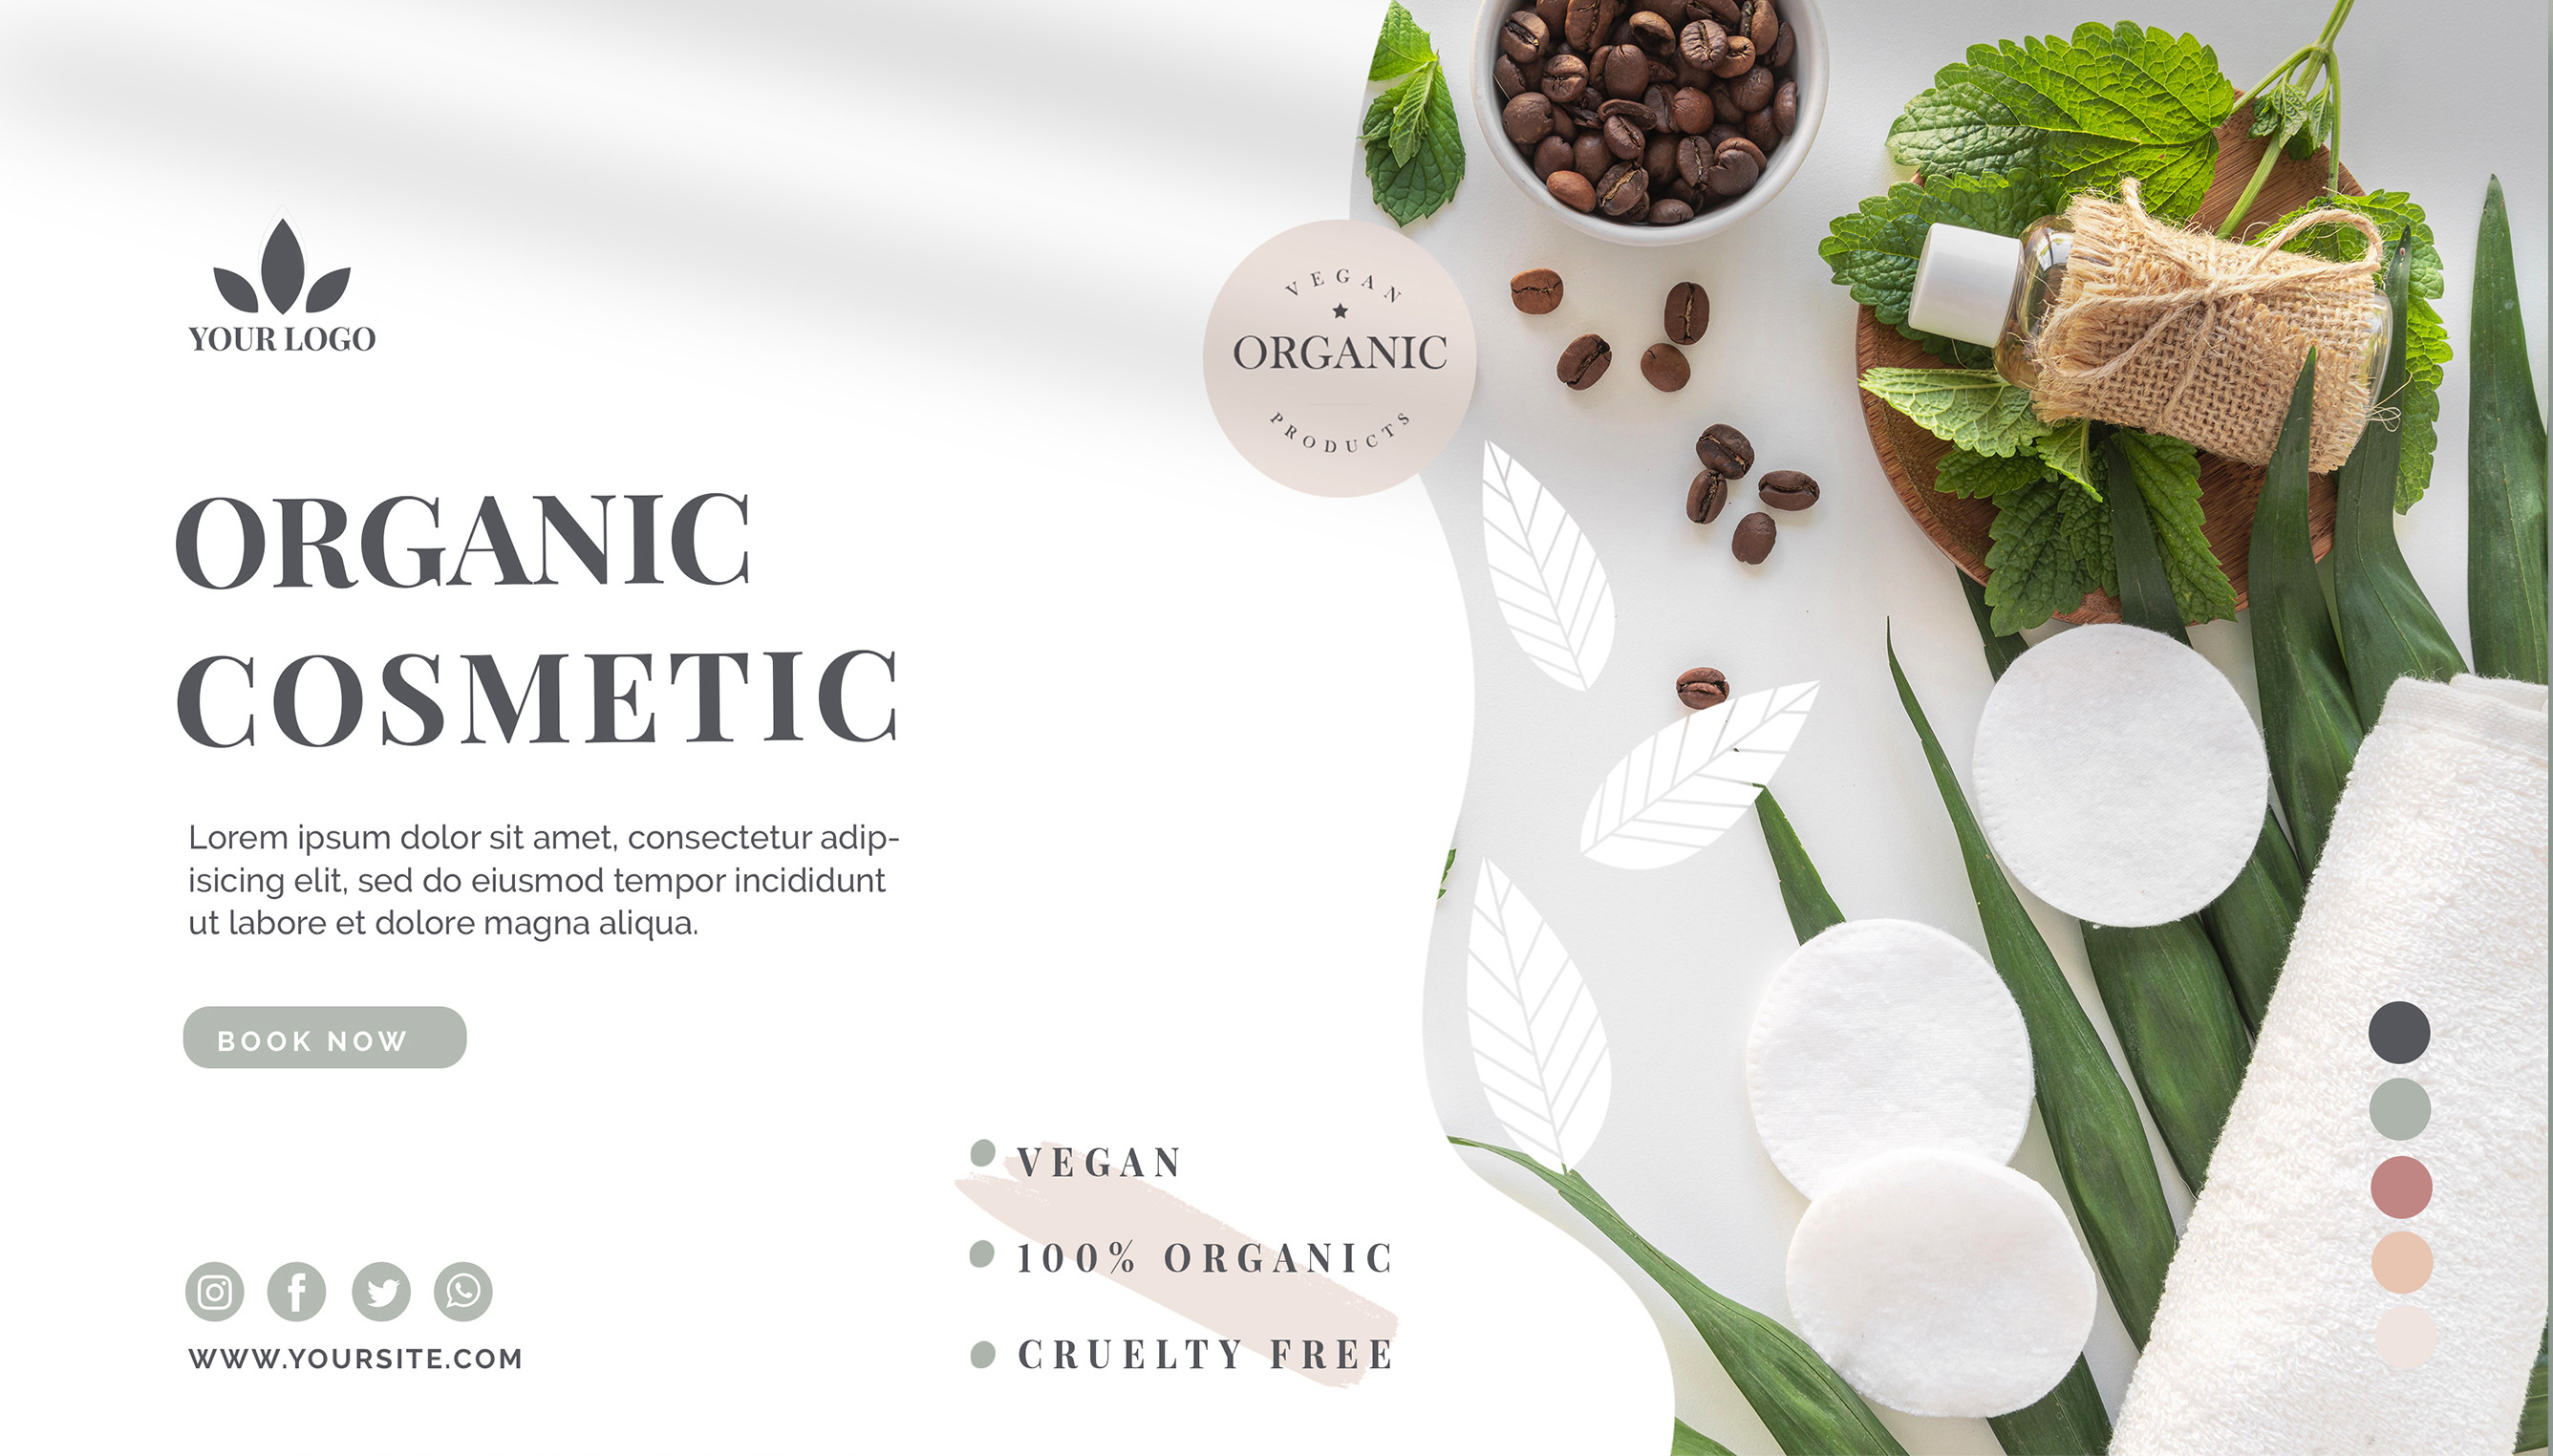 YOUR LOGO
VEGAN
ORGANIC
PRODUCTS
ORGANIC
COSMETIC
Lorem ipsum dolor sit amet, consectetur adip-
isicing elit, sed do eiusmod tempor incididunt
ut labore et dolore magna aliqua.
BOOK NOW
VEGAN
100% ORGANIC
CRUELTY FREE
WWW.YOURSITE.COM